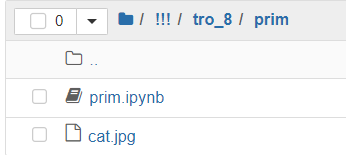 0 / !!! / tro_8 / prim
..
prim.ipynb
cat.jpg